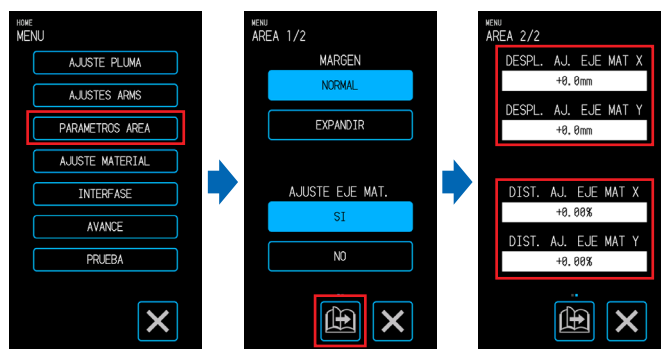 HOME
MENU
AJUSTE PLUMA
AJUSTES ARMS
PARAMETROS AREA
AJUSTE MATERIAL
INTERFASE
AVANCE
PRUEBA
MENU
AREA 1/2
MARGEN
NORMAL
EXPANDIR
AJUSTE EJE MAT.
SI
NO
MENU
AREA 2/2
DESPL. AJ. EJE MAT X
+0.0mm
DESPL. AJ. EJE MAT Y
+0.0mm
DIST. AJ. EJE MAT X
+0.00%
DIST. AJ. EJE MAT Y
+0.00%